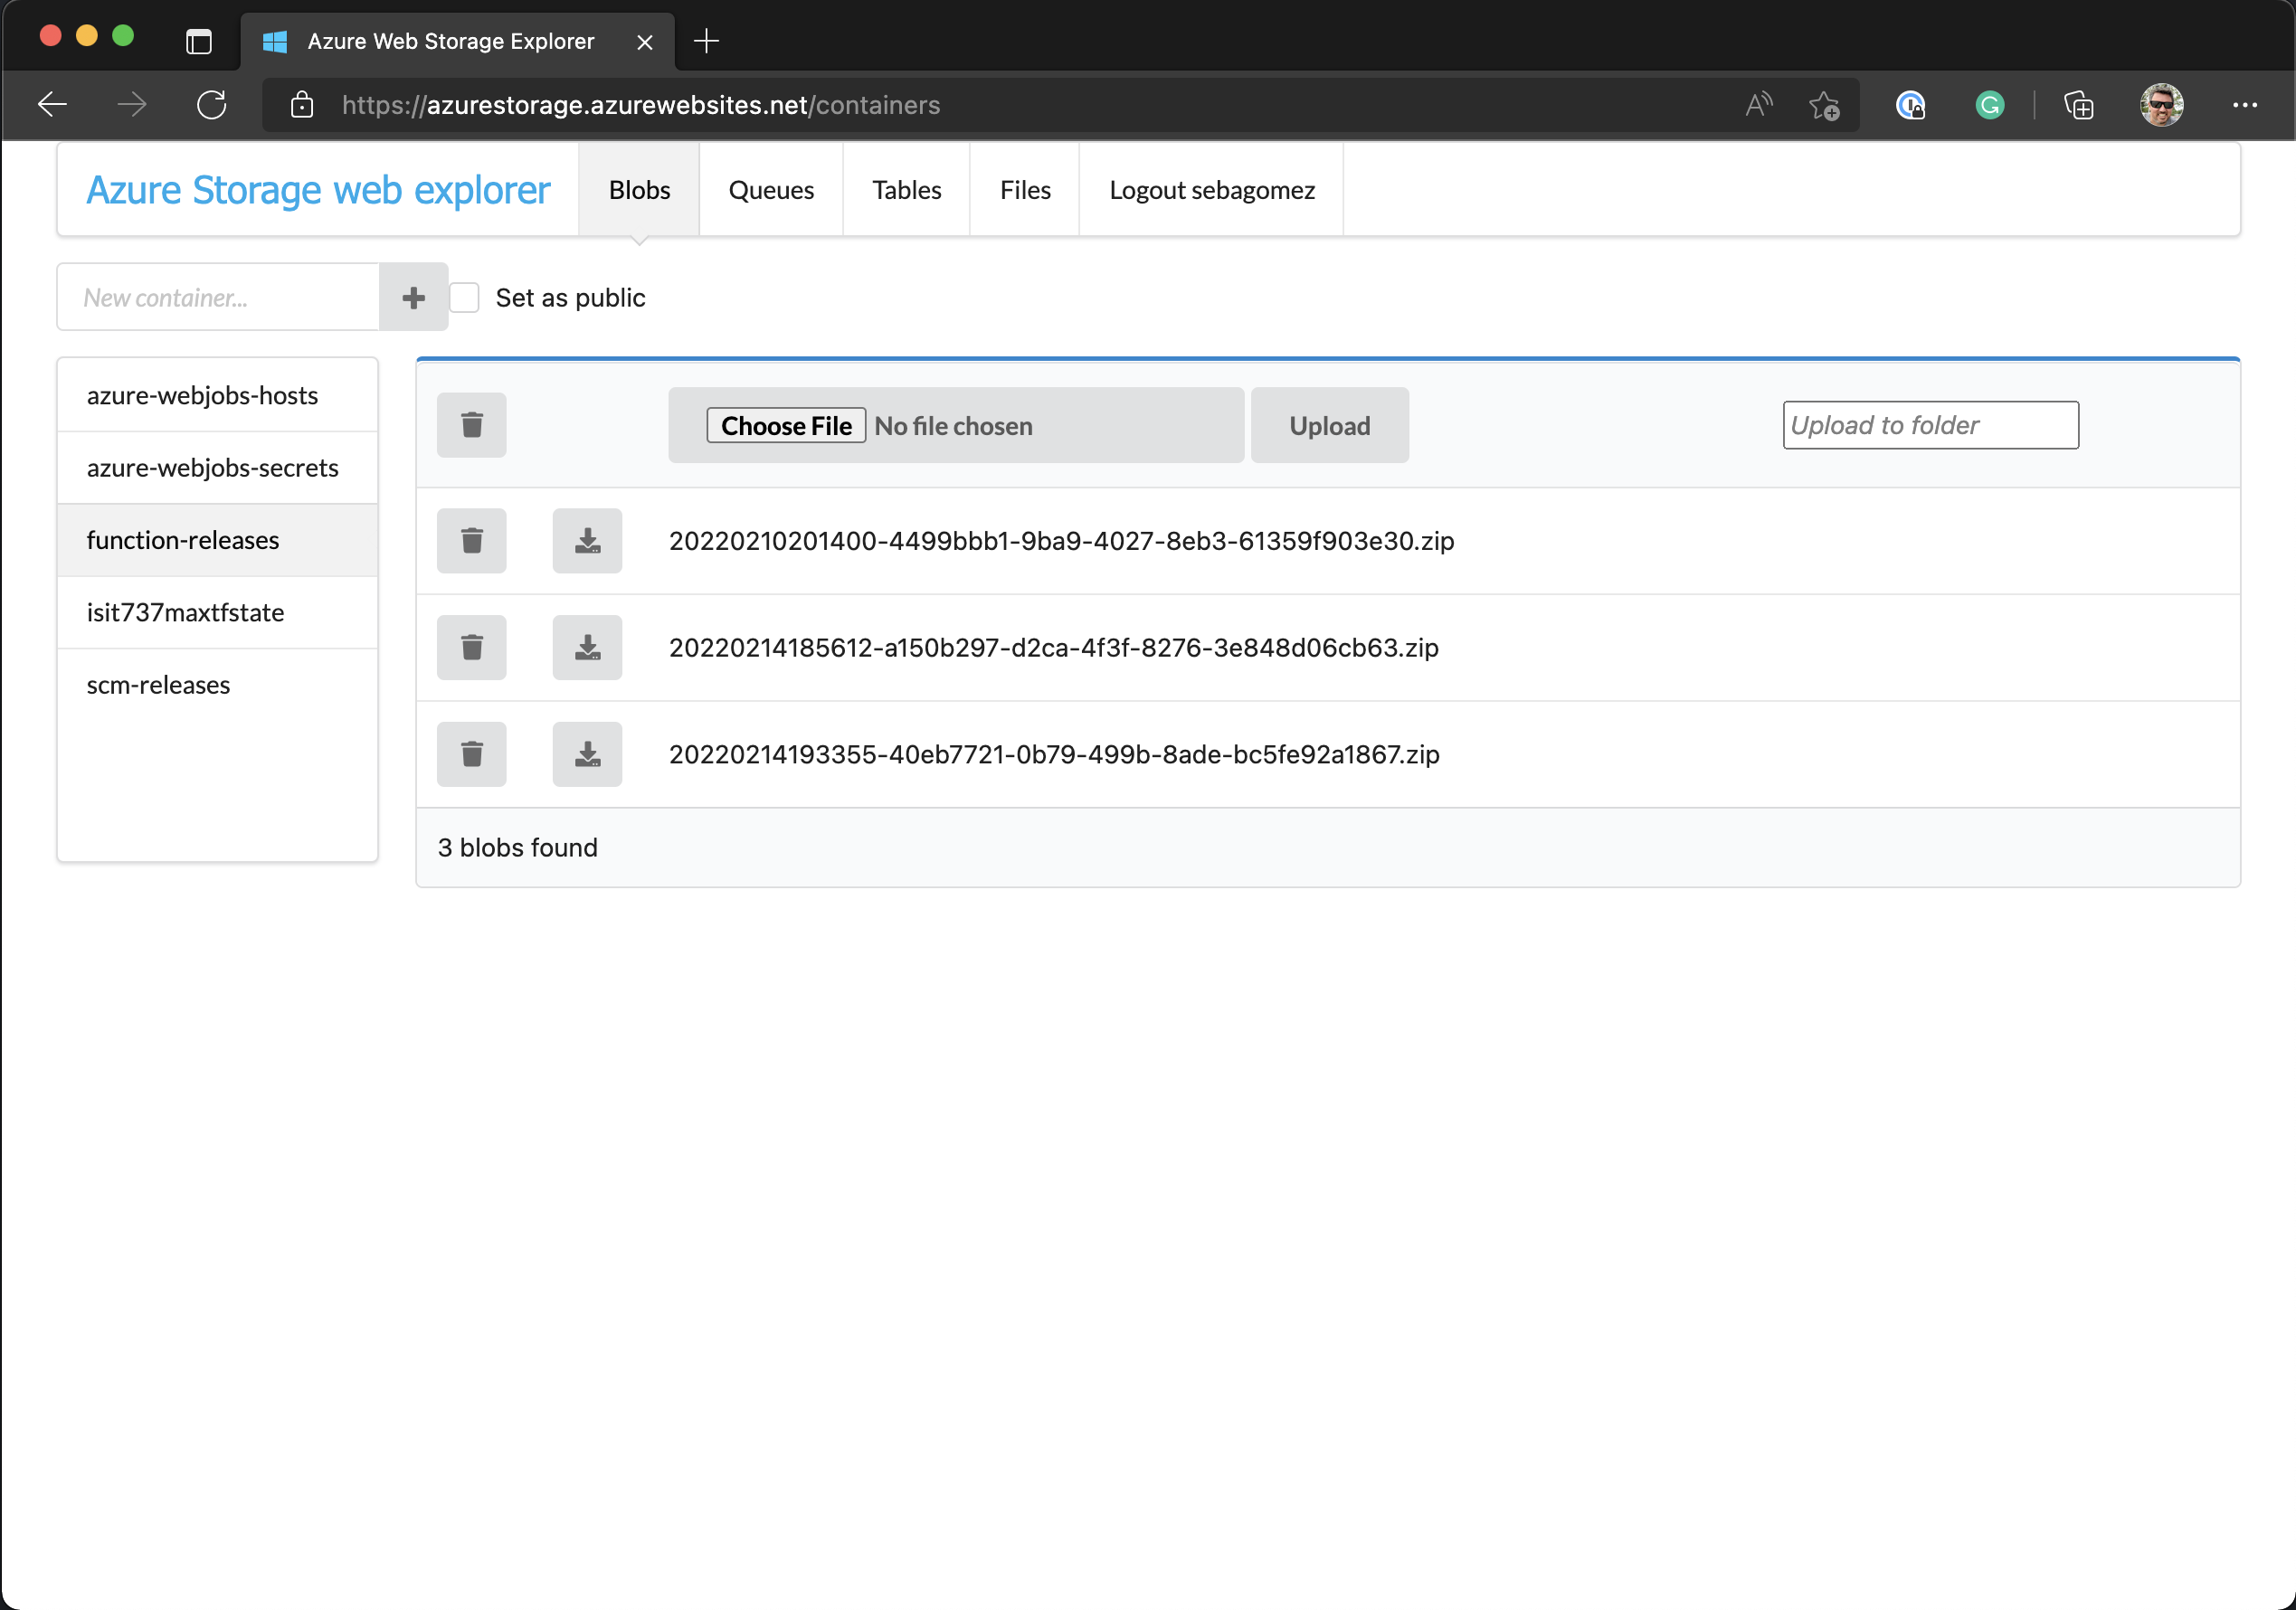 Azure Web Storage Explorer
https://azurestorage.azurewebsites.net/containers
Azure Storage web explorer
Blobs
Queues
Tables
Files
Logout sebagomez
New container...
Set as public
azure-webjobs-hosts
azure-webjobs-secrets
function-releases
isit737maxtfstate
scm-releases
Choose File No file chosen
Upload
Upload to folder
20220210201400-4499bbb1-9ba9-4027-8eb3-61359f903e30.zip
20220214185612-a150b297-d2ca-4f3f-8276-3e848d06cb63.zip
20220214193355-40eb7721-0b79-499b-8ade-bc5fe92a1867.zip
3 blobs found